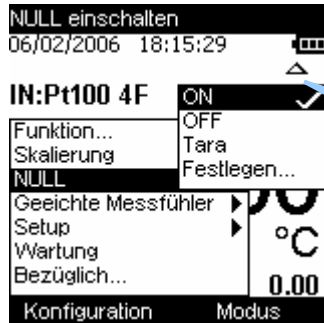 NULL einschalten
06/02/2006 18:15:29
IN:Pt100 4F
ON
OFF
Tara
Festlegen...
Funktion...
Skalierung
NULL
Geeichte Messfühler
Setup
Wartung
Bezüglich...
°C
0.00
Konfiguration Modus